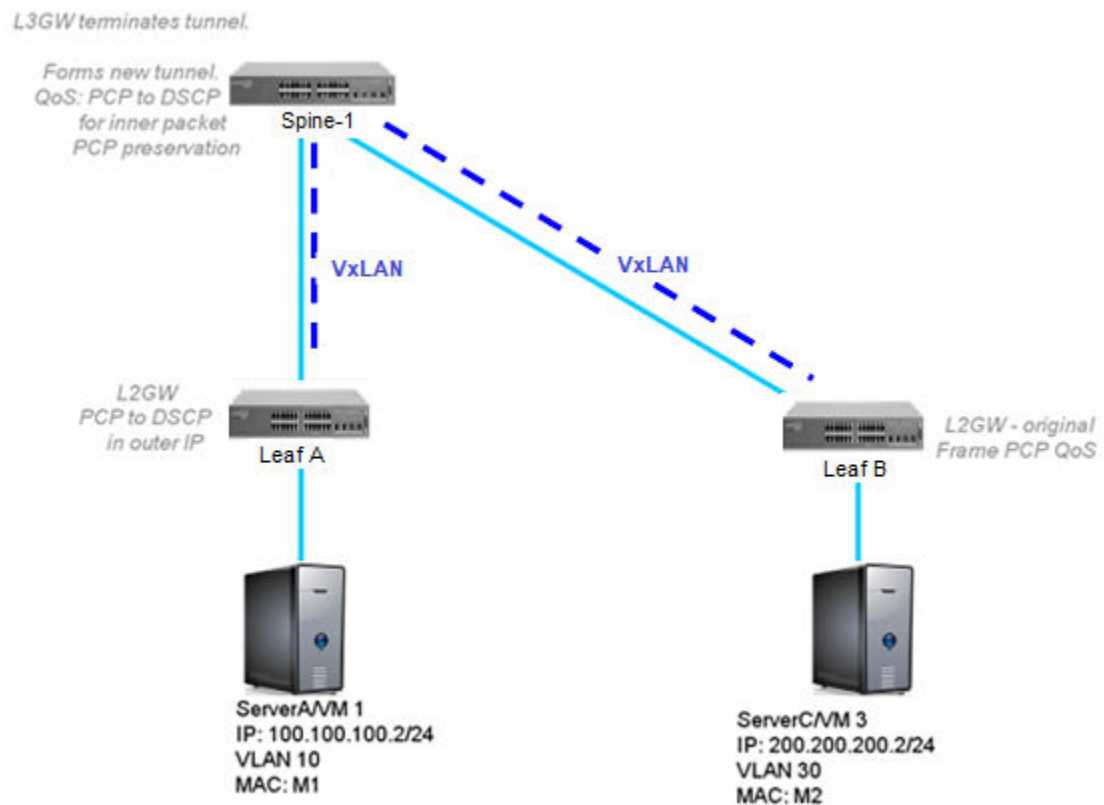 L3GW terminates tunnel.
Forms new tunnel.
QoS: PCP to DSCP
for inner packet
PCP preservation
Spine-1
VxLAN
VxLAN
L2GW
PCP to DSCP
in outer IP
Leaf A
L2GW - original
Frame PCP QoS
Leaf B
ServerA/VM 1
IP: 100.100.100.2/24
VLAN 10
MAC: M1
ServerC/VM 3
IP: 200.200.200.2/24
VLAN 30
MAC: M2